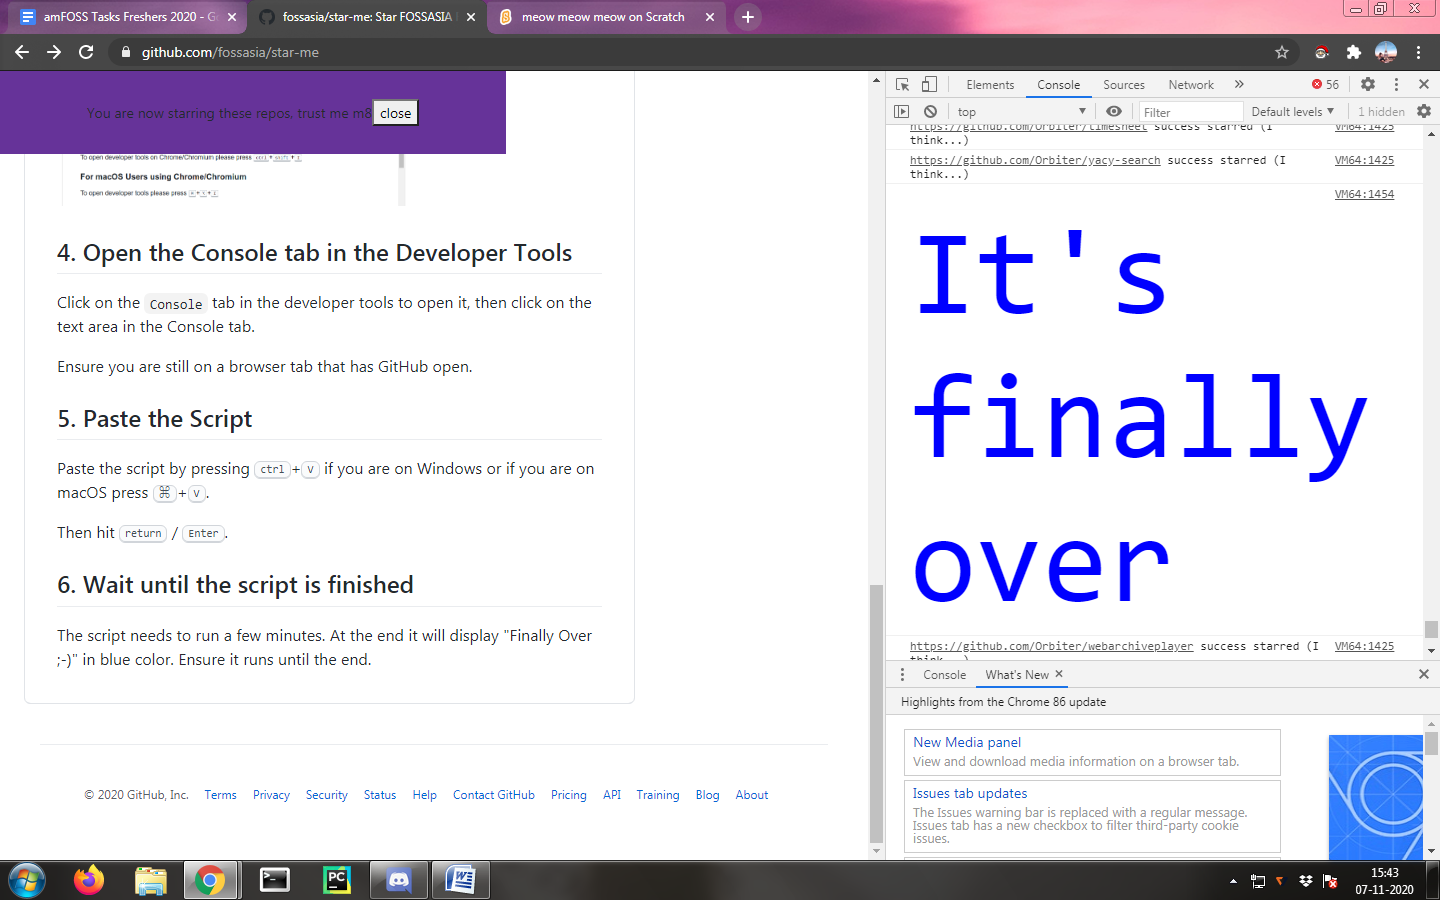 amFOSS Tasks Freshers 2020 - G
fossasia/star-me: Star FOSSASIA
meow meow meow on Scratch
github.com/fossasia/star-me
You are now starring these repos, trust me m8
close
To open developer tools on Chrome/Chromium please press ctrl + shift + i
For macOS Users using Chrome/Chromium
To open developer tools please press ⌘ + ⌥ + i
4. Open the Console tab in the Developer Tools
Click on the Console tab in the developer tools to open it, then click on the
text area in the Console tab.
Ensure you are still on a browser tab that has GitHub open.
5. Paste the Script
Paste the script by pressing ctrl+V if you are on Windows or if you are on
macOS press ⌘+v.
Then hit return / Enter.
6. Wait until the script is finished
The script needs to run a few minutes. At the end it will display "Finally Over
;-)" in blue color. Ensure it runs until the end.
© 2020 GitHub, Inc. Terms Privacy Security Status Help Contact GitHub Pricing API Training Blog About
Elements Console Sources Network » 56
top Filter Default levels 1 hidden
https://github.com/Orbiter/timesheet success starred (I VM64:1425
think...)
https://github.com/Orbiter/yacy-search success starred (I VM64:1425
think...)
VM64:1454
It's
finally
over
https://github.com/Orbiter/webarchiveplayer success starred (I VM64:1425
think...)
Console What's New
Highlights from the Chrome 86 update
New Media panel
View and download media information on a browser tab.
Issues tab updates
The Issues warning bar is replaced with a regular message.
Issues tab has a new checkbox to filter third-party cookie
issues.
15:43
07-11-2020